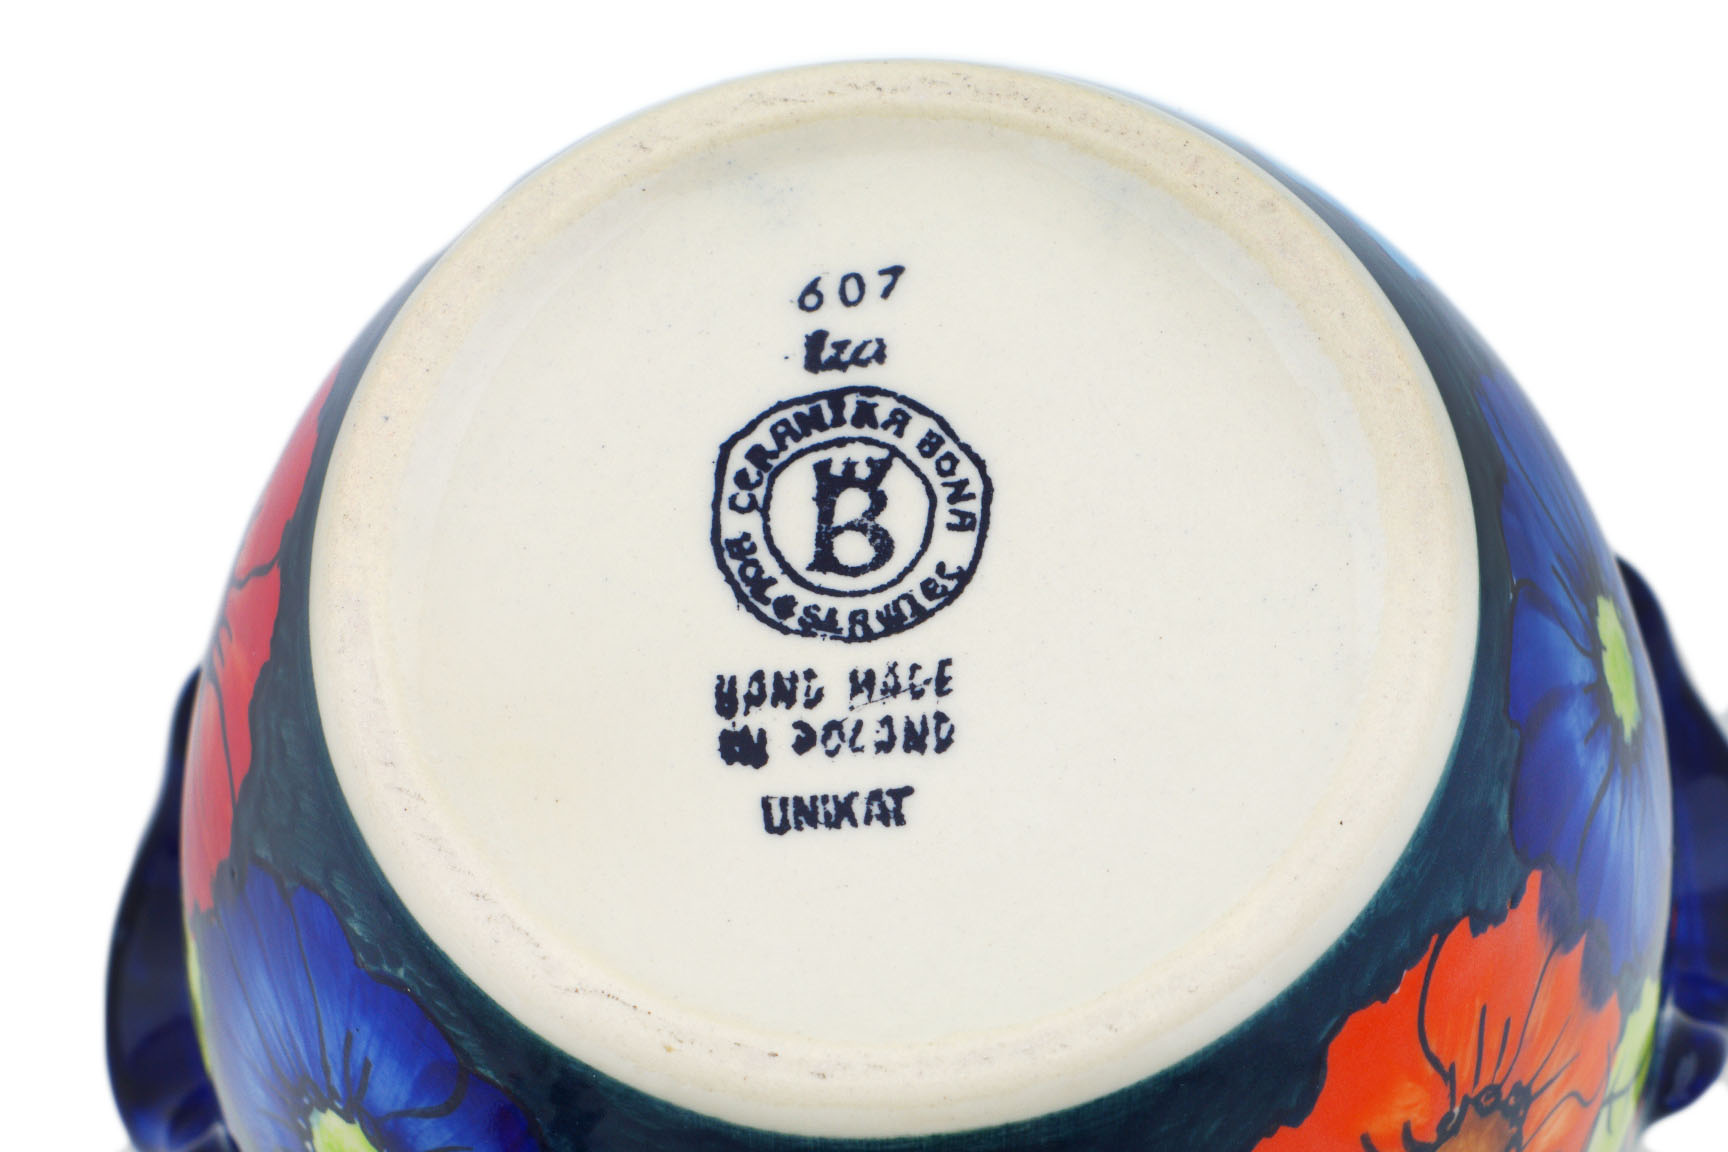 607
Iza
CERAMIKA BONA
BOLESŁAWIEC
B
HAND MADE
IN POLAND
UNIKAT